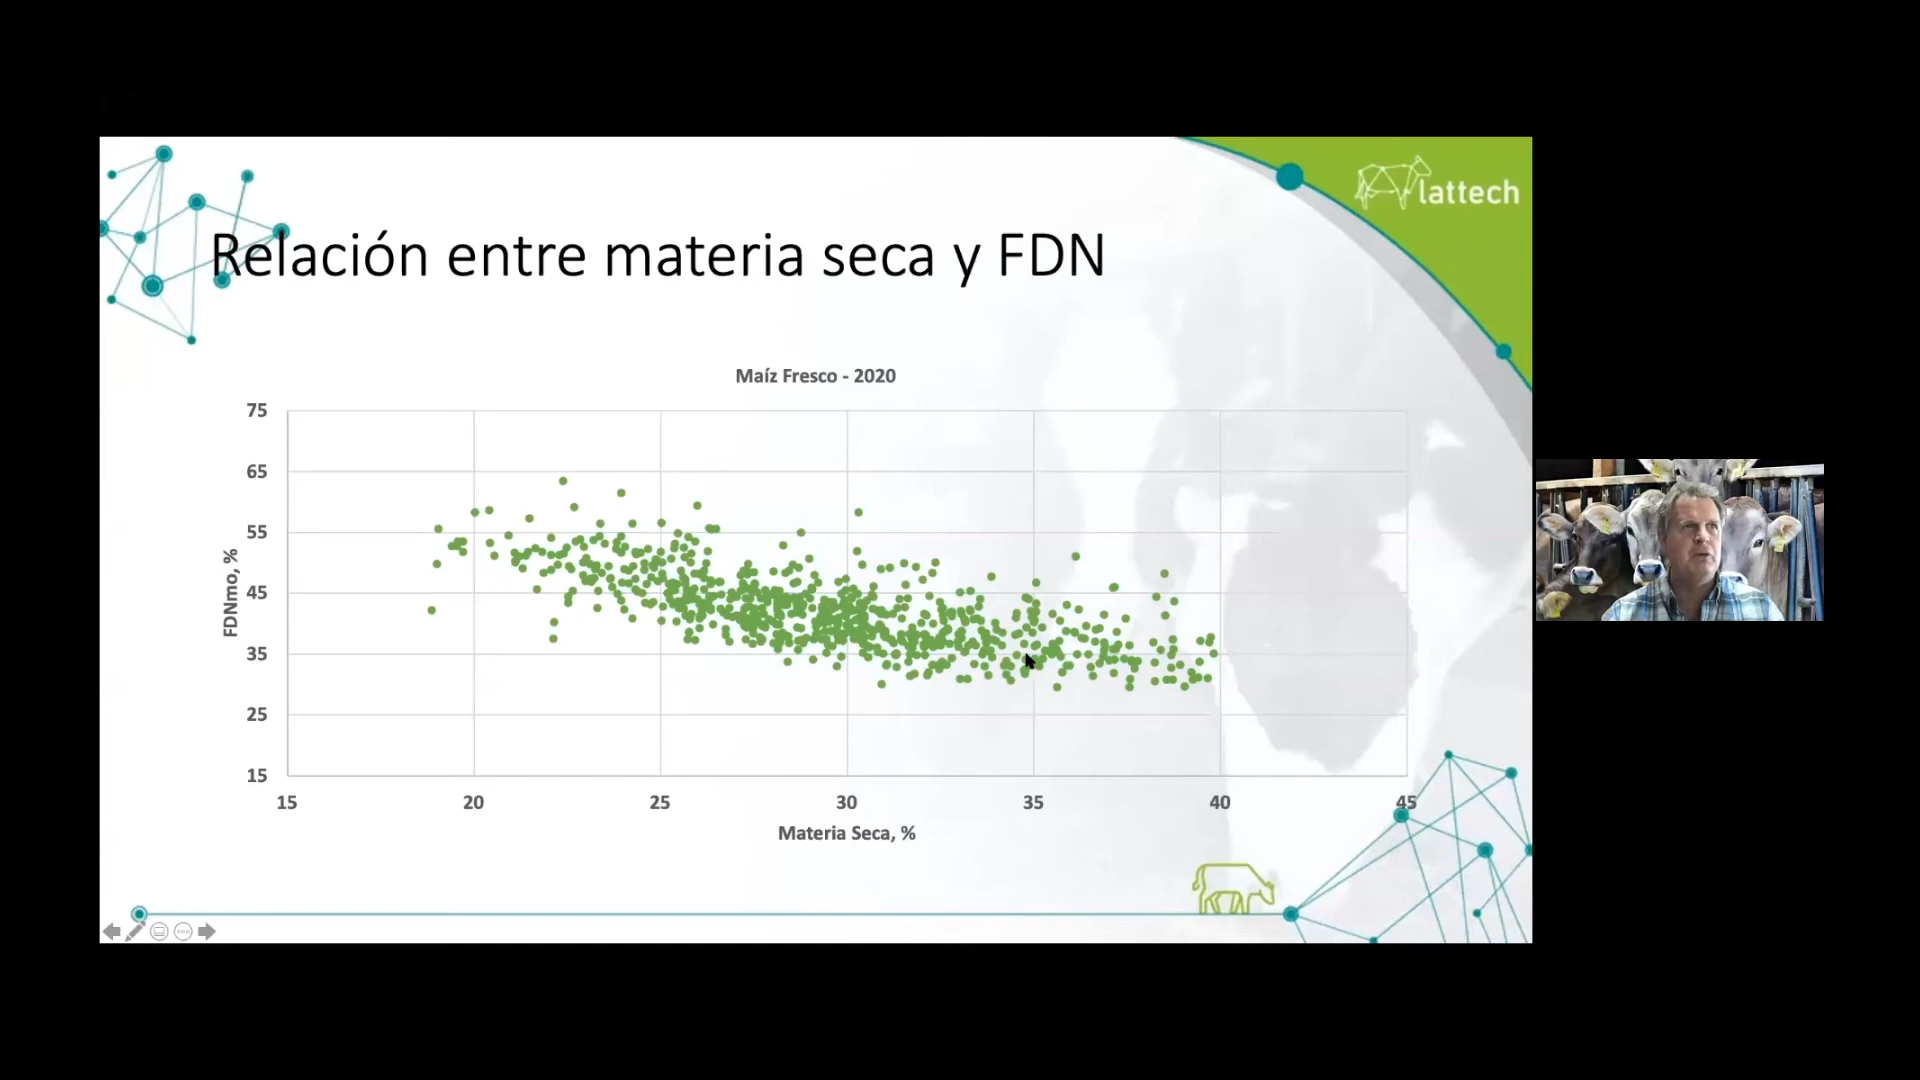 lattech
Relación entre materia seca y FDN
Maíz Fresco - 2020
75
65
55
45
35
25
15
FDNmo, %
15 20 25 30 35 40 45
Materia Seca, %